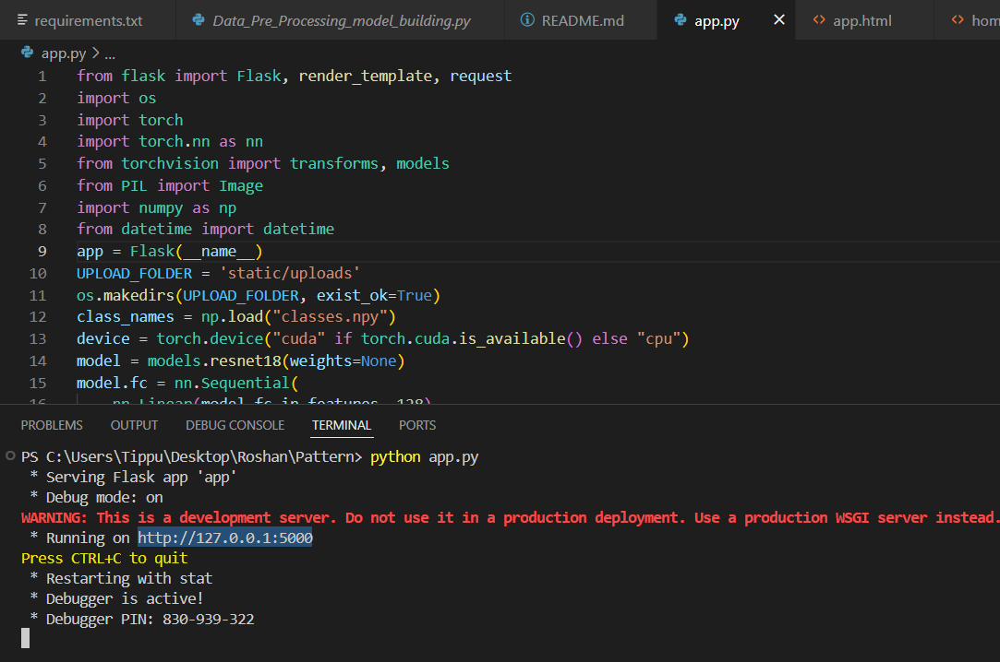 requirements.txt Data_Pre_Processing_model_building.py README.md app.py app.html hom
app.py > ...
1 from flask import Flask, render_template, request
2 import os
3 import torch
4 import torch.nn as nn
5 from torchvision import transforms, models
6 from PIL import Image
7 import numpy as np
8 from datetime import datetime
9 app = Flask(__name__)
10 UPLOAD_FOLDER = 'static/uploads'
11 os.makedirs(UPLOAD_FOLDER, exist_ok=True)
12 class_names = np.load("classes.npy")
13 device = torch.device("cuda" if torch.cuda.is_available() else "cpu")
14 model = models.resnet18(weights=None)
15 model.fc = nn.Sequential(
16 nn.Linear(model.fc.in_features, 128),
PROBLEMS OUTPUT DEBUG CONSOLE TERMINAL PORTS
PS C:\Users\Tippu\Desktop\Roshan\Pattern> python app.py
* Serving Flask app 'app'
* Debug mode: on
WARNING: This is a development server. Do not use it in a production deployment. Use a production WSGI server instead.
* Running on http://127.0.0.1:5000
Press CTRL+C to quit
* Restarting with stat
* Debugger is active!
* Debugger PIN: 830-939-322